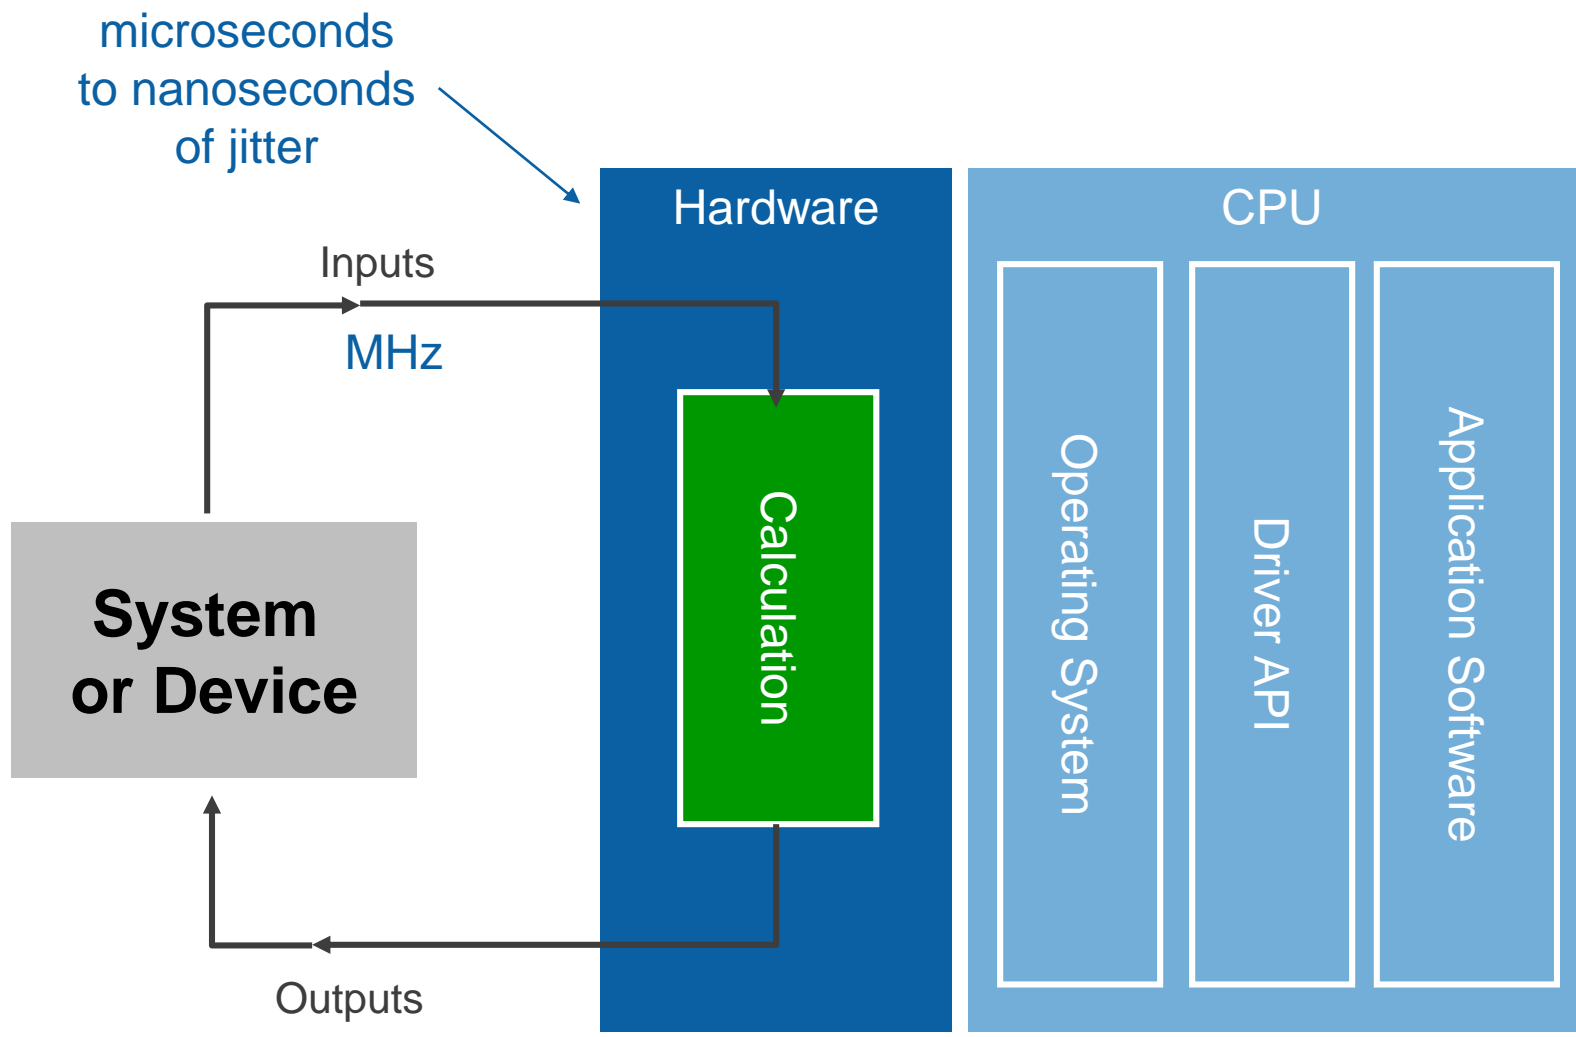 microseconds
to nanoseconds
of jitter
Hardware
CPU
Inputs
MHz
System
or Device
Calculation
Operating System
Driver API
Application Software
Outputs